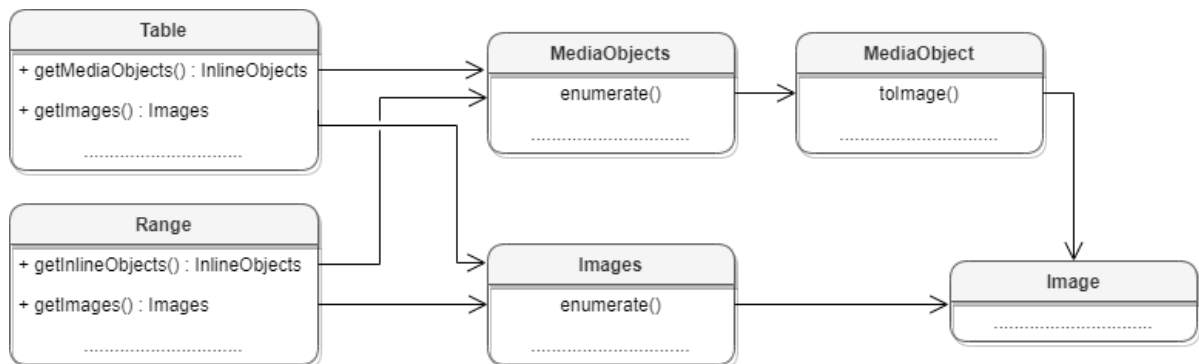 Table
+ getMediaObjects() : InlineObjects
+ getImages() : Images
Range
+ getInlineObjects() : InlineObjects
+ getImages() : Images
MediaObjects
enumerate()
Images
enumerate()
MediaObject
toImage()
Image